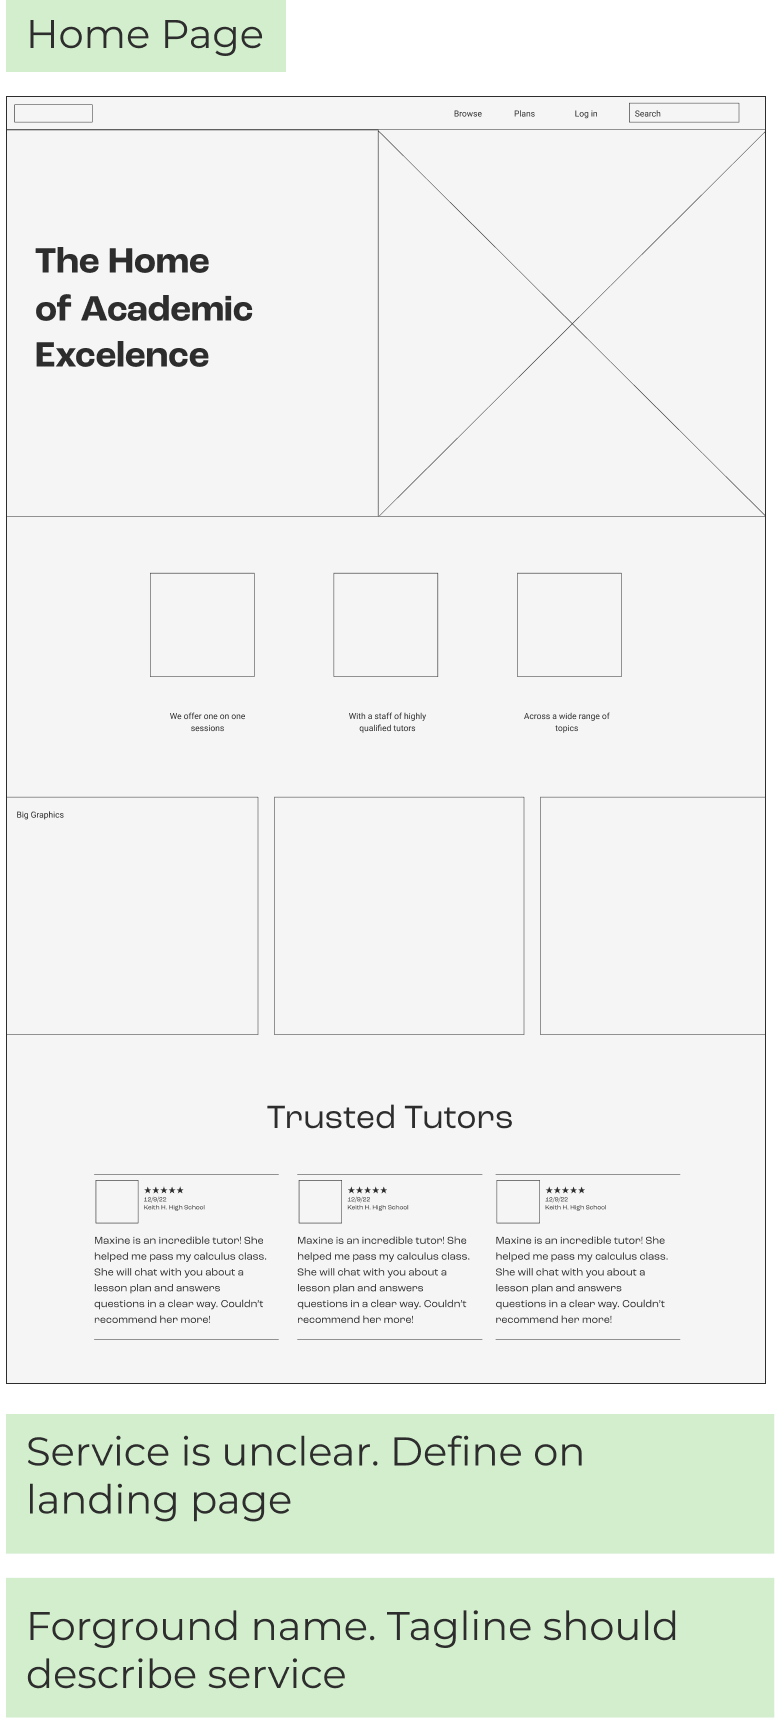 Home Page
Browse
Plans
Log in
Search
The Home
of Academic
Excelence
We offer one on one
sessions
With a staff of highly
qualified tutors
Across a wide range of
topics
Big Graphics
Trusted Tutors
★★★★★
12/9/22
Keith H. High School
Maxine is an incredible tutor! She
helped me pass my calculus class.
She will chat with you about a
lesson plan and answers
questions in a clear way. Couldn't
recommend her more!
★★★★★
12/9/22
Keith H. High School
Maxine is an incredible tutor! She
helped me pass my calculus class.
She will chat with you about a
lesson plan and answers
questions in a clear way. Couldn't
recommend her more!
★★★★★
12/9/22
Keith H. High School
Maxine is an incredible tutor! She
helped me pass my calculus class.
She will chat with you about a
lesson plan and answers
questions in a clear way. Couldn't
recommend her more!
Service is unclear. Define on
landing page
Forground name. Tagline should
describe service